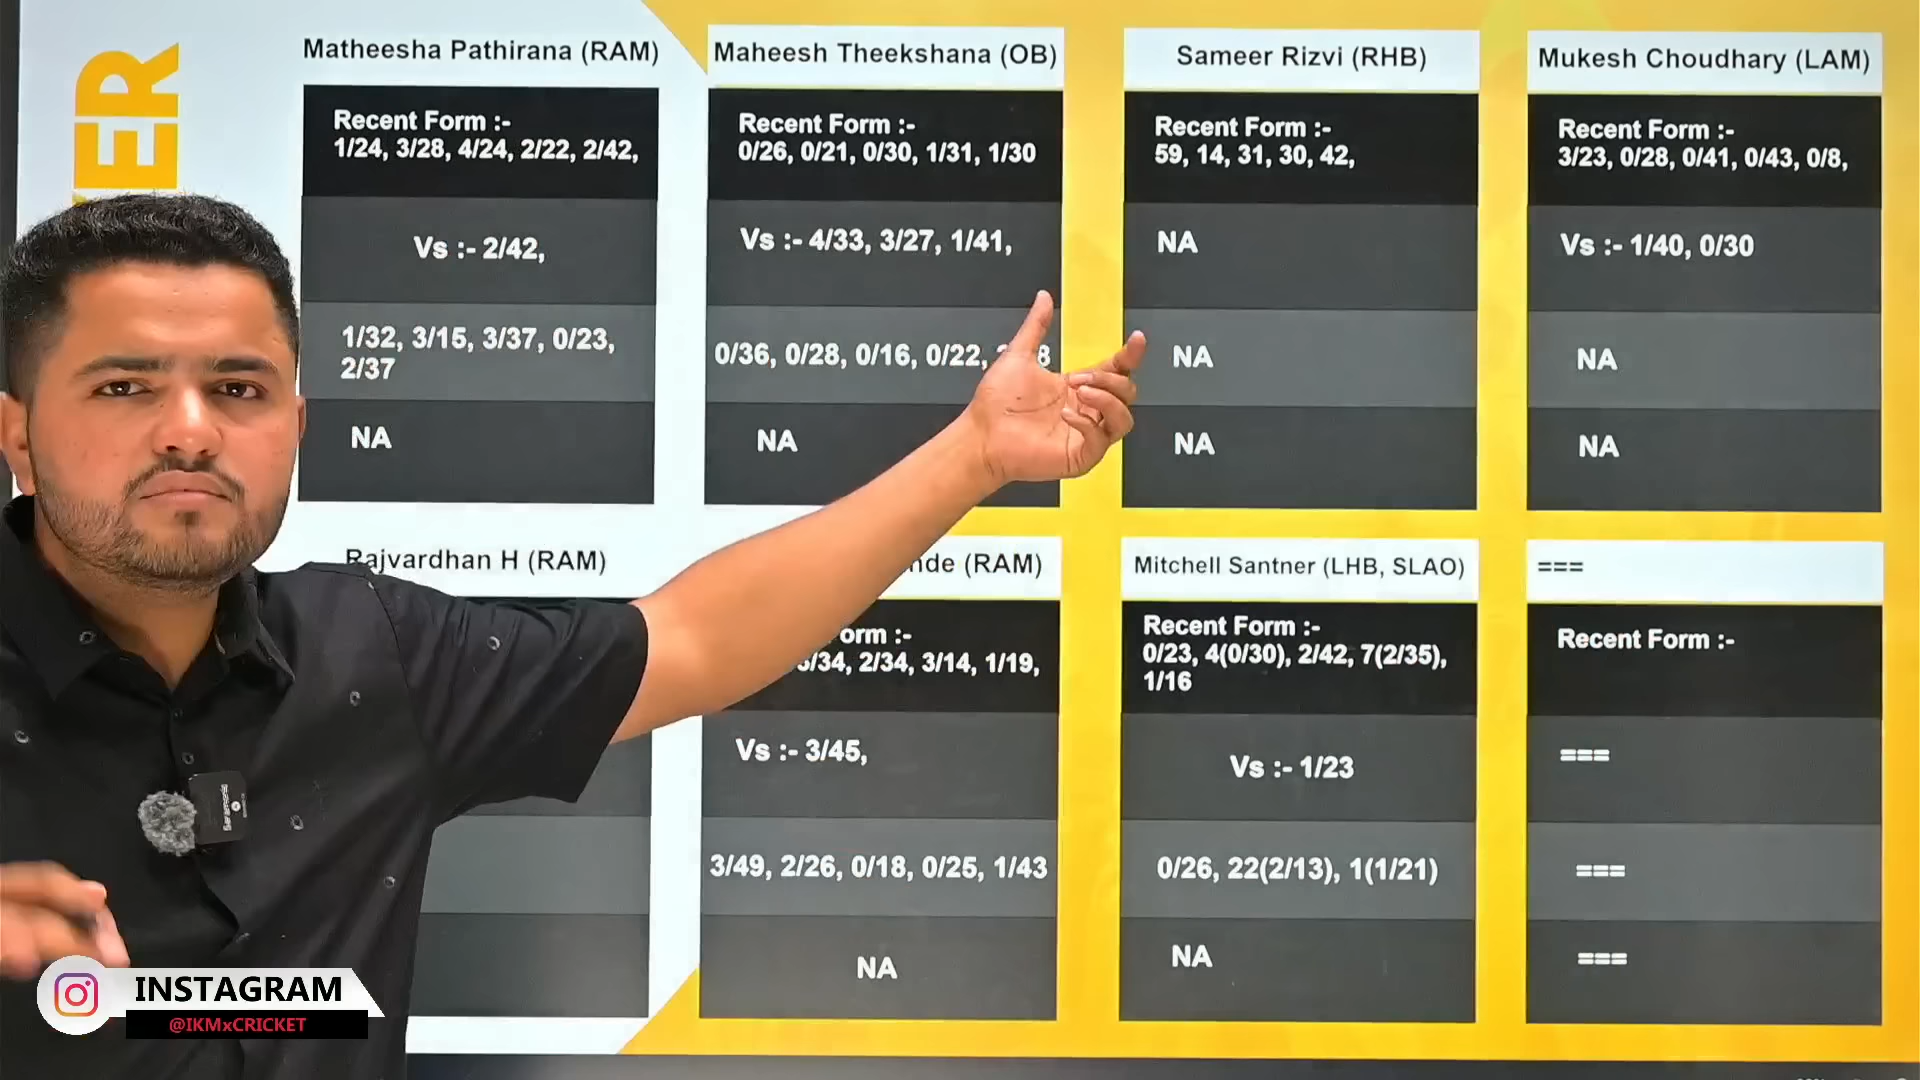 Matheesha Pathirana (RAM)
Recent Form :-
1/24, 3/28, 4/24, 2/22, 2/42,
Vs :- 2/42,
1/32, 3/15, 3/37, 0/23,
2/37
NA
Maheesh Theekshana (OB)
Recent Form :-
0/26, 0/21, 0/30, 1/31, 1/30
Vs :- 4/33, 3/27, 1/41,
0/36, 0/28, 0/16, 0/22,
NA
Sameer Rizvi (RHB)
Recent Form :-
59, 14, 31, 30, 42,
NA
NA
NA
Mukesh Choudhary (LAM)
Recent Form :-
3/23, 0/28, 0/41, 0/43, 0/8,
Vs :- 1/40, 0/30
NA
NA
Rajvardhan H (RAM)
(RAM)
:-
2/34, 3/14, 1/19,
Vs :- 3/45,
3/49, 2/26, 0/18, 0/25, 1/43
NA
Mitchell Santner (LHB, SLAO)
Recent Form :-
0/23, 4(0/30), 2/42, 7(2/35),
1/16
Vs :- 1/23
0/26, 22(2/13), 1(1/21)
NA
===
Recent Form :-
===
===
===
INSTAGRAM
@IKMxCRICKET